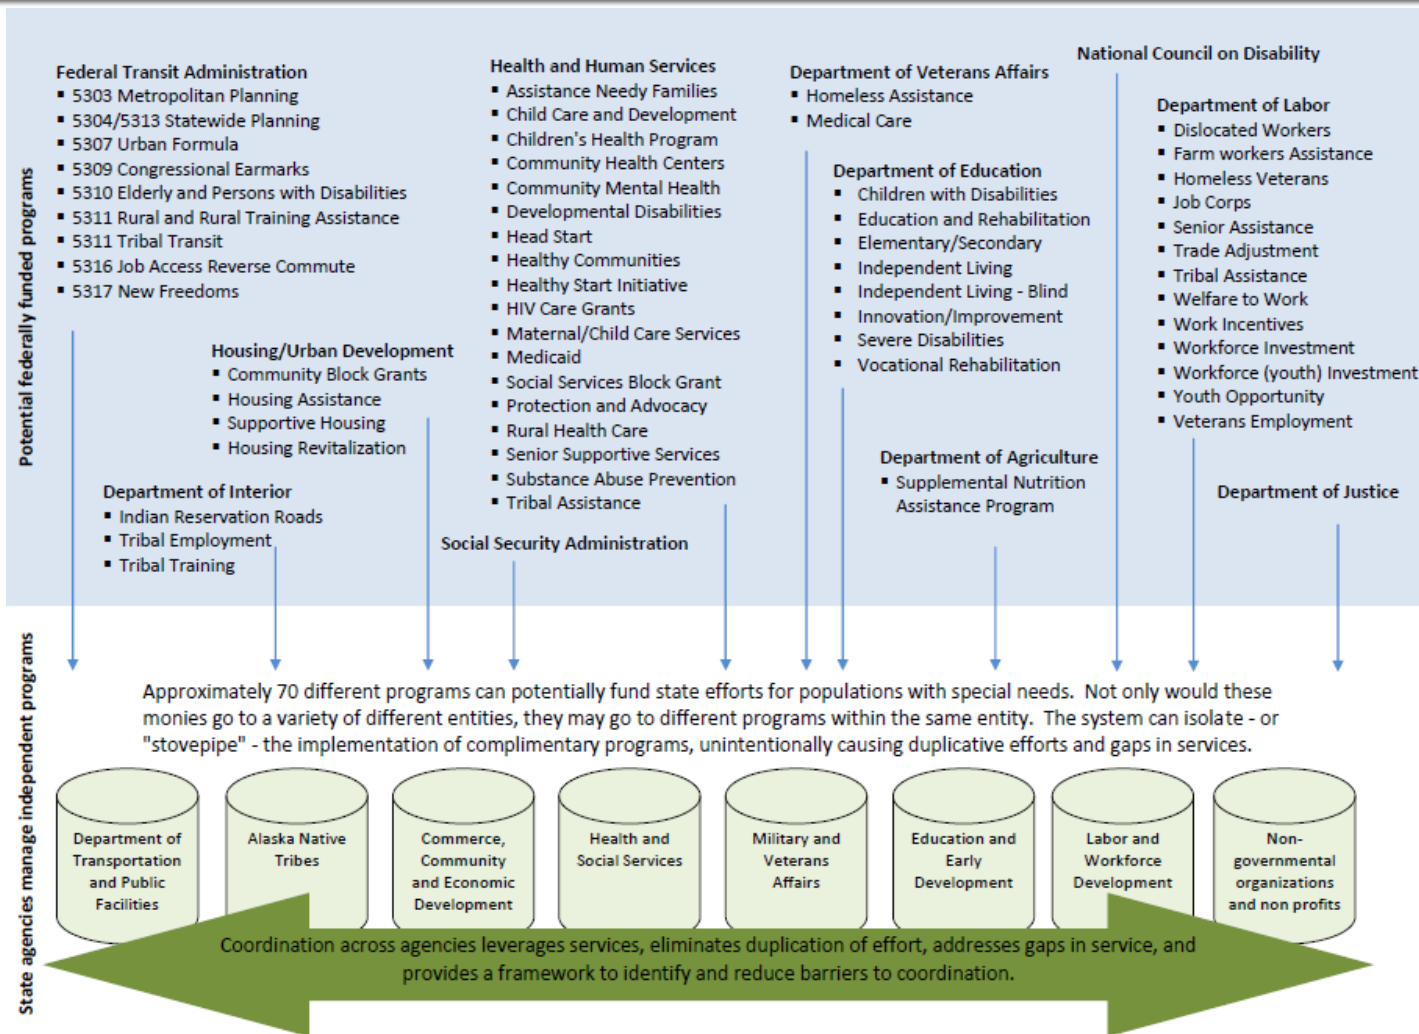 Potential federally funded programs
Federal Transit Administration
▪ 5303 Metropolitan Planning
▪ 5304/5313 Statewide Planning
▪ 5307 Urban Formula
▪ 5309 Congressional Earmarks
▪ 5310 Elderly and Persons with Disabilities
▪ 5311 Rural and Rural Training Assistance
▪ 5311 Tribal Transit
▪ 5316 Job Access Reverse Commute
▪ 5317 New Freedoms
Housing/Urban Development
▪ Community Block Grants
▪ Housing Assistance
▪ Supportive Housing
▪ Housing Revitalization
Department of Interior
▪ Indian Reservation Roads
▪ Tribal Employment
▪ Tribal Training
Health and Human Services
▪ Assistance Needy Families
▪ Child Care and Development
▪ Children's Health Program
▪ Community Health Centers
▪ Community Mental Health
▪ Developmental Disabilities
▪ Head Start
▪ Healthy Communities
▪ Healthy Start Initiative
▪ HIV Care Grants
▪ Maternal/Child Care Services
▪ Medicaid
▪ Social Services Block Grant
▪ Protection and Advocacy
▪ Rural Health Care
▪ Senior Supportive Services
▪ Substance Abuse Prevention
▪ Tribal Assistance
Social Security Administration
Department of Veterans Affairs
▪ Homeless Assistance
▪ Medical Care
Department of Education
▪ Children with Disabilities
▪ Education and Rehabilitation
▪ Elementary/Secondary
▪ Independent Living
▪ Independent Living - Blind
▪ Innovation/Improvement
▪ Severe Disabilities
▪ Vocational Rehabilitation
Department of Agriculture
▪ Supplemental Nutrition
Assistance Program
National Council on Disability
Department of Labor
▪ Dislocated Workers
▪ Farm workers Assistance
▪ Homeless Veterans
▪ Job Corps
▪ Senior Assistance
▪ Trade Adjustment
▪ Tribal Assistance
▪ Welfare to Work
▪ Work Incentives
▪ Workforce Investment
▪ Workforce (youth) Investment
▪ Youth Opportunity
▪ Veterans Employment
Department of Justice
State agencies manage independent programs
Approximately 70 different programs can potentially fund state efforts for populations with special needs. Not only would these
monies go to a variety of different entities, they may go to different programs within the same entity. The system can isolate - or
"stovepipe" - the implementation of complimentary programs, unintentionally causing duplicative efforts and gaps in services.
Department of
Transportation
and Public
Facilities
Alaska Native
Tribes
Commerce,
Community
and Economic
Development
Health and
Social Services
Military and
Veterans
Affairs
Education and
Early
Development
Labor and
Workforce
Development
Non-
governmental
organizations
and non profits
Coordination across agencies leverages services, eliminates duplication of effort, addresses gaps in service, and
provides a framework to identify and reduce barriers to coordination.